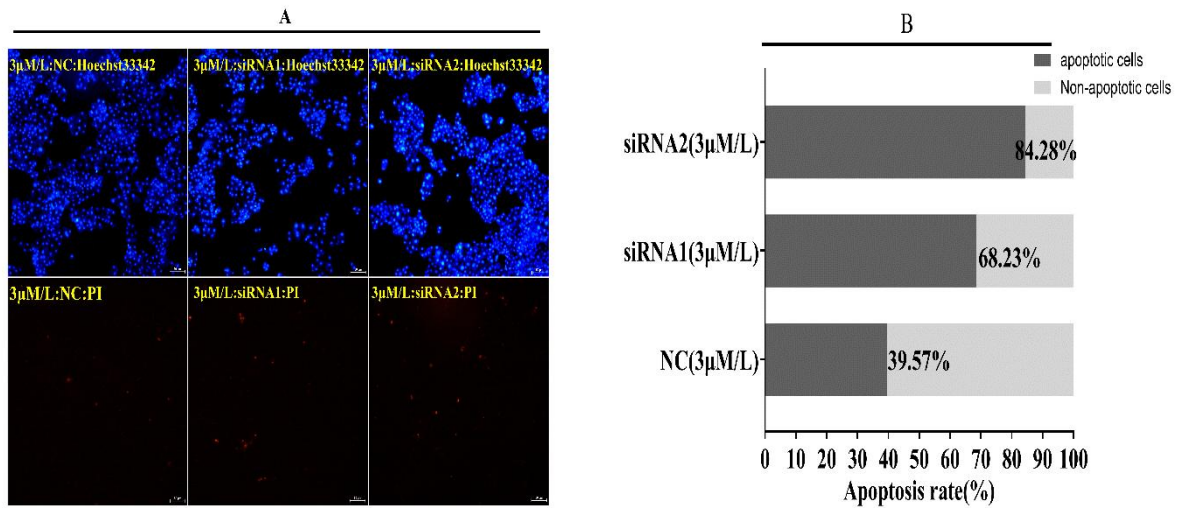 A
3μM/L:NC:Hoechst33342
3μM/L:siRNA1:Hoechst33342
3μM/L:siRNA2:Hoechst33342
3μM/L:NC:PI
3μM/L:siRNA1:PI
3μM/L:siRNA2:PI
B
apoptotic cells
Non-apoptotic cells
siRNA2(3μM/L)
84.28%
siRNA1(3μM/L)
68.23%
NC(3μM/L)
39.57%
0 10 20 30 40 50 60 70 80 90 100
Apoptosis rate(%)